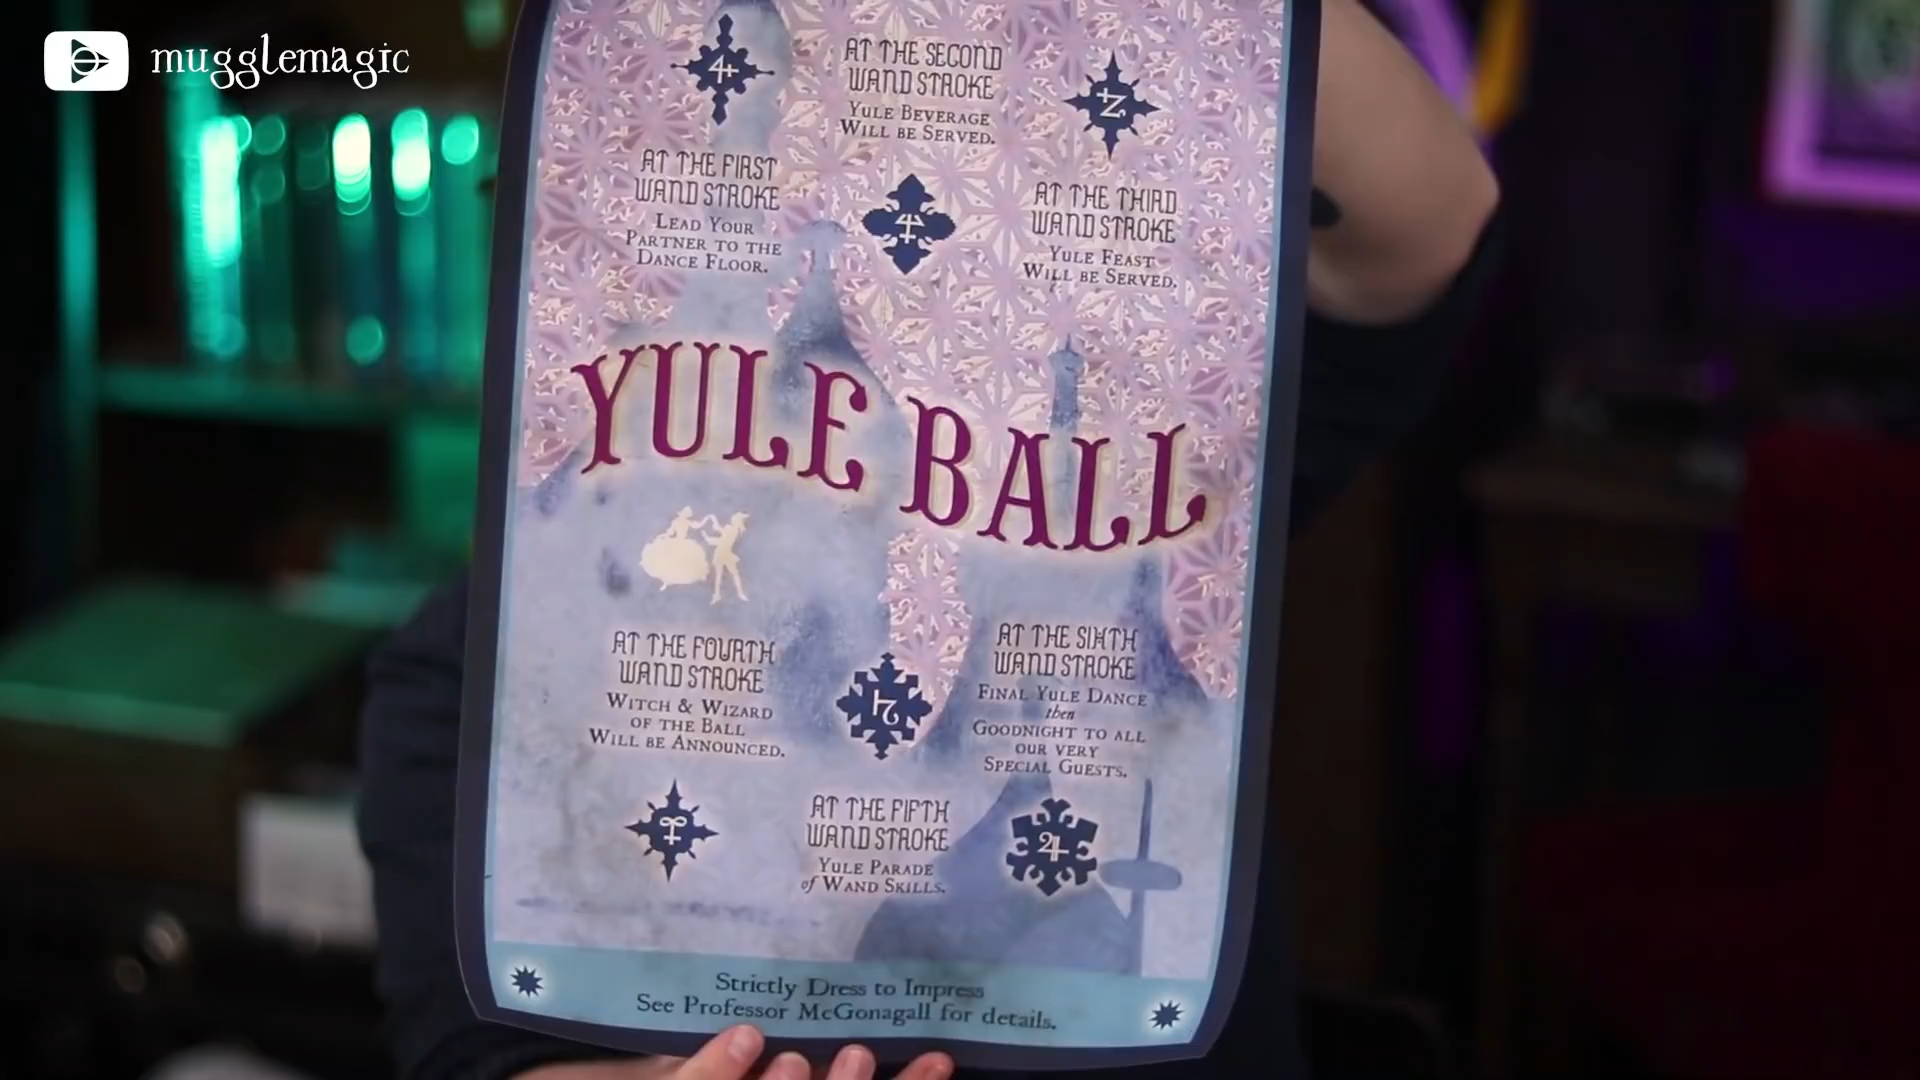 mugglemagic
AT THE FIRST
WAND STROKE
LEAD YOUR
PARTNER TO THE
DANCE FLOOR.
AT THE SECOND
WAND STROKE
YULE BEVERAGE
WILL BE SERVED.
AT THE THIRD
WAND STROKE
YULE FEAST
WILL BE SERVED.
YULE BALL
AT THE FOURTH
WAND STROKE
WITCH & WIZARD
OF THE BALL
WILL BE ANNOUNCED.
AT THE FIFTH
WAND STROKE
YULE PARADE
of WAND SKILLS.
AT THE SIXTH
WAND STROKE
FINAL YULE DANCE
then
GOODNIGHT TO ALL
OUR VERY
SPECIAL GUESTS.
Strictly Dress to Impress
See Professor McGonagall for details.